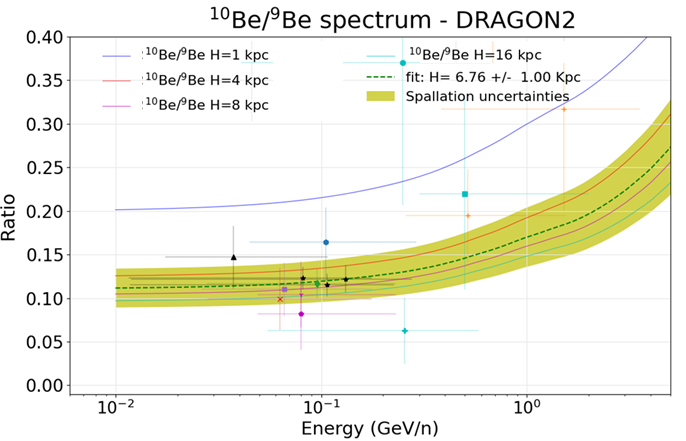 ¹⁰Be/⁹Be spectrum - DRAGON2
¹⁰Be/⁹Be H=1 kpc
¹⁰Be/⁹Be H=4 kpc
¹⁰Be/⁹Be H=8 kpc
¹⁰Be/⁹Be H=16 kpc
fit: H= 6.76 +/- 1.00 Kpc
Spallation uncertainties
Ratio
0.40
0.35
0.30
0.25
0.20
0.15
0.10
0.05
0.00
10⁻² 10⁻¹ 10⁰
Energy (GeV/n)